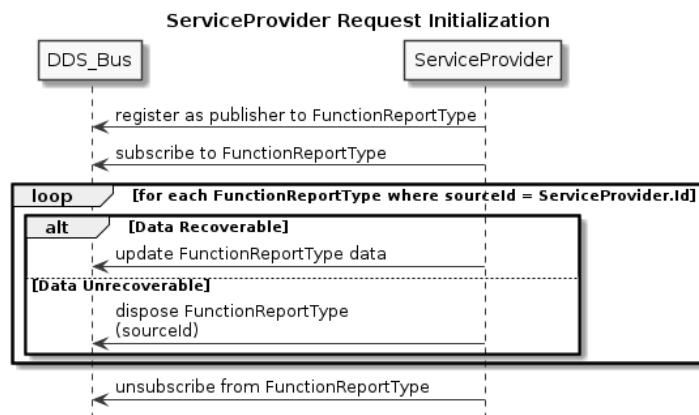 ServiceProvider Request Initialization
DDS_Bus
ServiceProvider
register as publisher to FunctionReportType
subscribe to FunctionReportType
loop [for each FunctionReportType where sourceId = ServiceProvider.Id]
alt [Data Recoverable]
update FunctionReportType data
[Data Unrecoverable]
dispose FunctionReportType
(sourceId)
unsubscribe from FunctionReportType